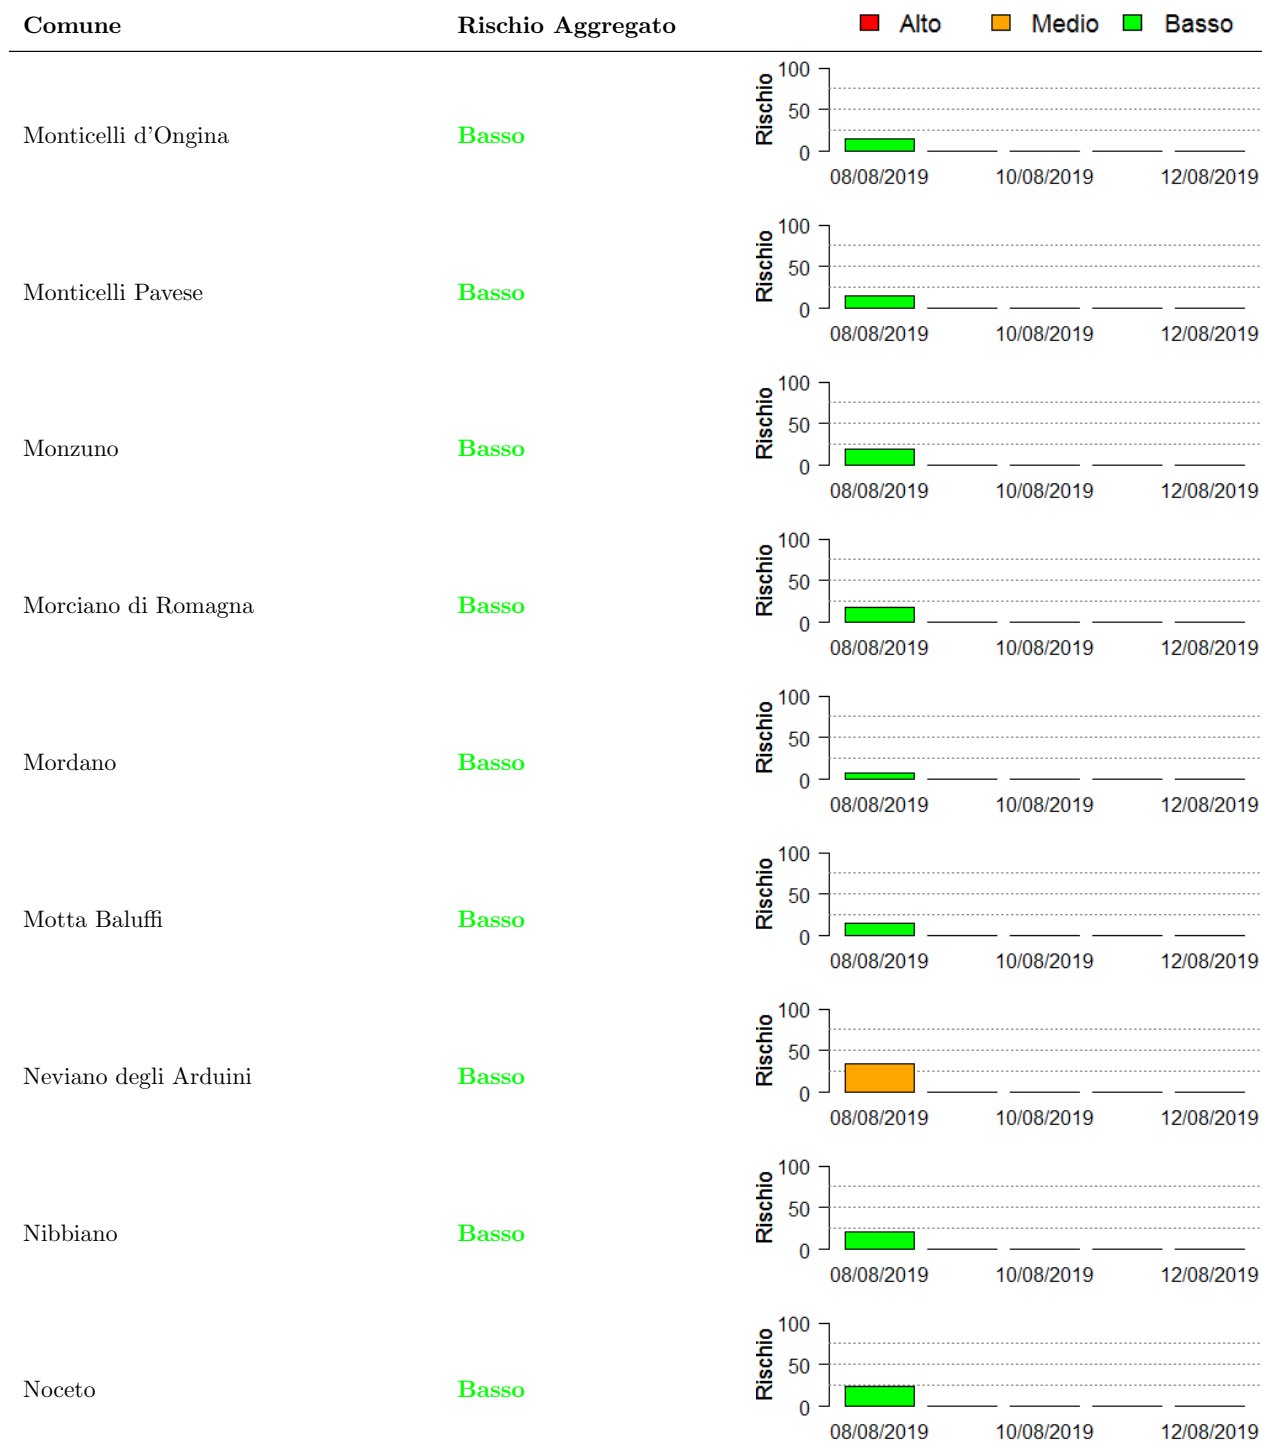 Comune Rischio Aggregato Alto Medio Basso
Monticelli d'Ongina Basso Rischio 100 50 0
08/08/2019 10/08/2019 12/08/2019
Monticelli Pavese Basso Rischio 100 50 0
08/08/2019 10/08/2019 12/08/2019
Monzuno Basso Rischio 100 50 0
08/08/2019 10/08/2019 12/08/2019
Morciano di Romagna Basso Rischio 100 50 0
08/08/2019 10/08/2019 12/08/2019
Mordano Basso Rischio 100 50 0
08/08/2019 10/08/2019 12/08/2019
Motta Baluffi Basso Rischio 100 50 0
08/08/2019 10/08/2019 12/08/2019
Neviano degli Arduini Basso Rischio 100 50 0
08/08/2019 10/08/2019 12/08/2019
Nibbiano Basso Rischio 100 50 0
08/08/2019 10/08/2019 12/08/2019
Noceto Basso Rischio 100 50 0
08/08/2019 10/08/2019 12/08/2019